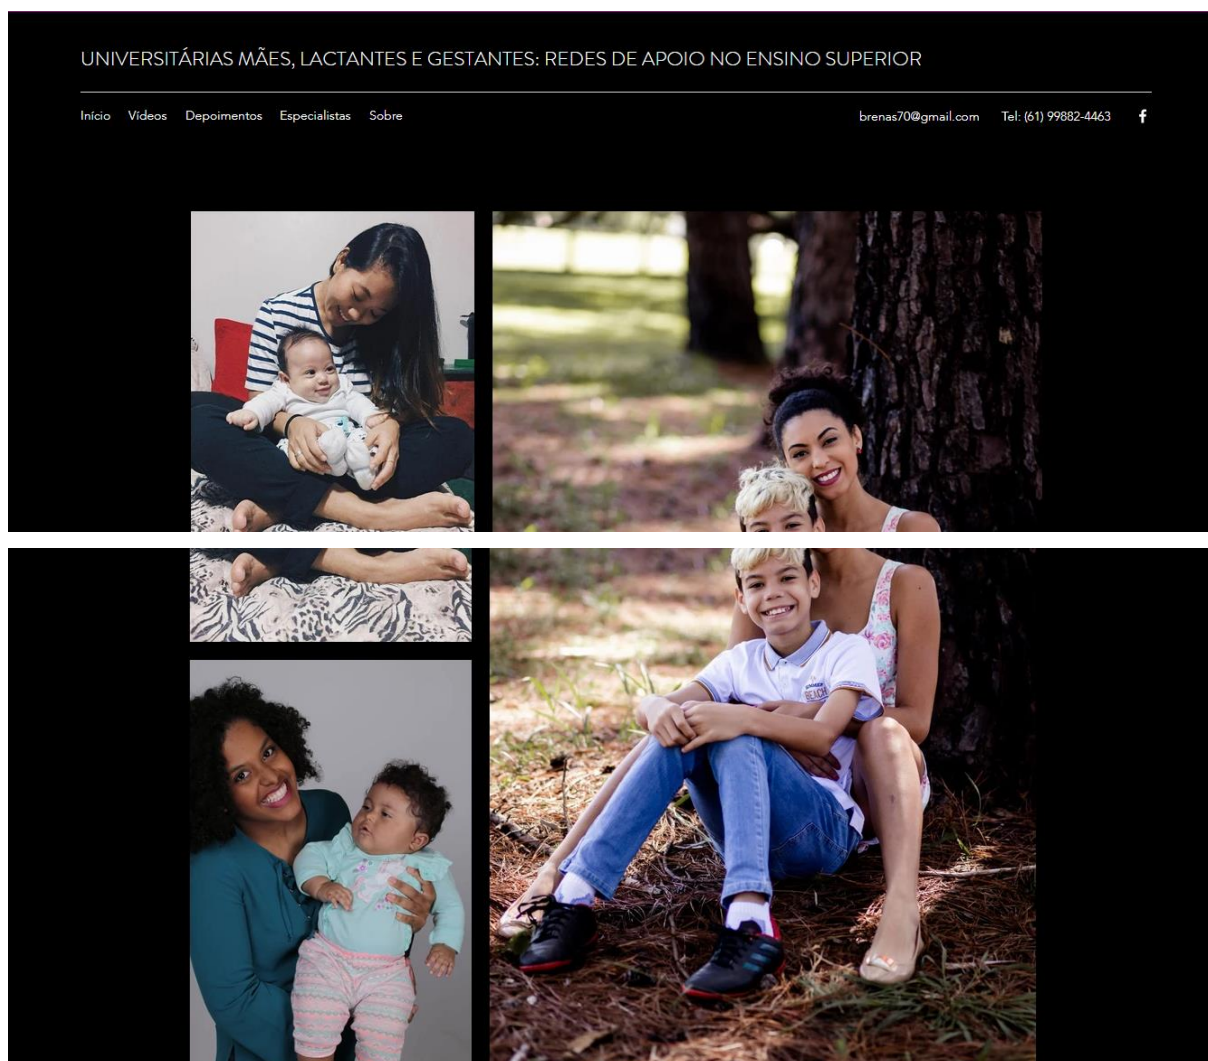 UNIVERSITÁRIAS MÃES, LACTANTES E GESTANTES: REDES DE APOIO NO ENSINO SUPERIOR
Início Vídeos Depoimentos Especialistas Sobre brenas70@gmail.com Tel: (61) 99882-4463 f
BEACH